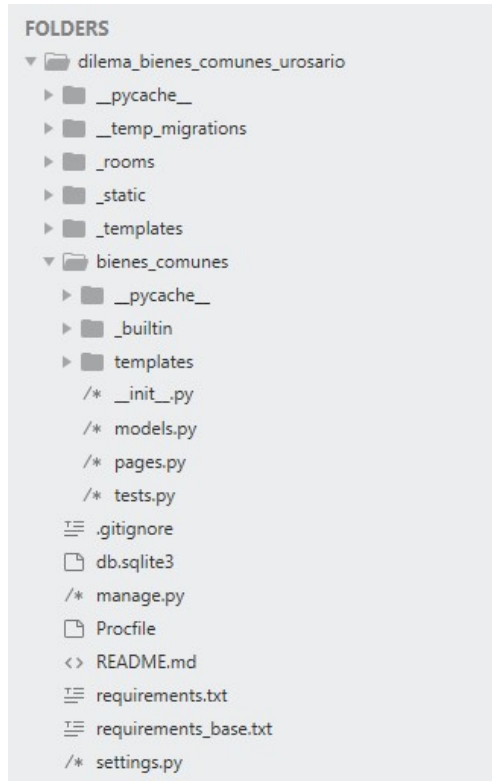 FOLDERS
dilema_bienes_comunes_urosario
__pycache__
__temp_migrations
_rooms
_static
_templates
bienes_comunes
__pycache__
_builtin
templates
/* __init__.py
/* models.py
/* pages.py
/* tests.py
.gitignore
db.sqlite3
/* manage.py
Procfile
<> README.md
requirements.txt
requirements_base.txt
/* settings.py